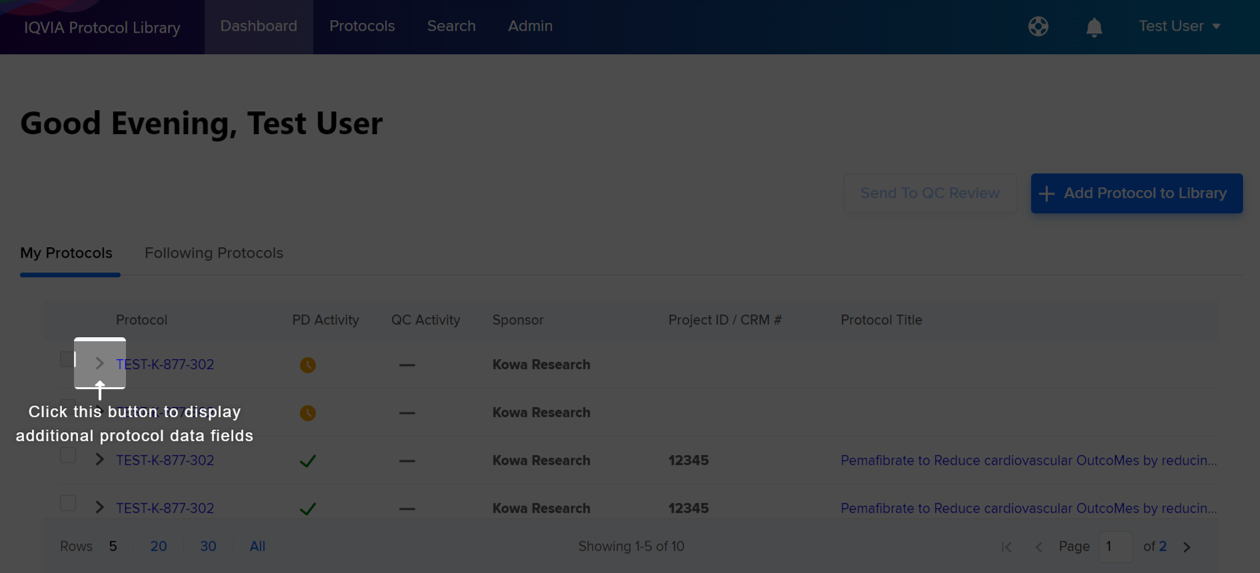 IQVIA Protocol Library Dashboard Protocols Search Admin Test User
Good Evening, Test User
Send To QC Review + Add Protocol to Library
My Protocols Following Protocols
Protocol PD Activity QC Activity Sponsor Project ID / CRM # Protocol Title
TEST-K-877-302 — Kowa Research
Click this button to display
additional protocol data fields
— Kowa Research
TEST-K-877-302 — Kowa Research 12345 Pemafibrate to Reduce cardiovascular OutcoMes by reducin...
TEST-K-877-302 — Kowa Research 12345 Pemafibrate to Reduce cardiovascular OutcoMes by reducin...
Rows 5 20 30 All Showing 1-5 of 10 Page 1 of 2